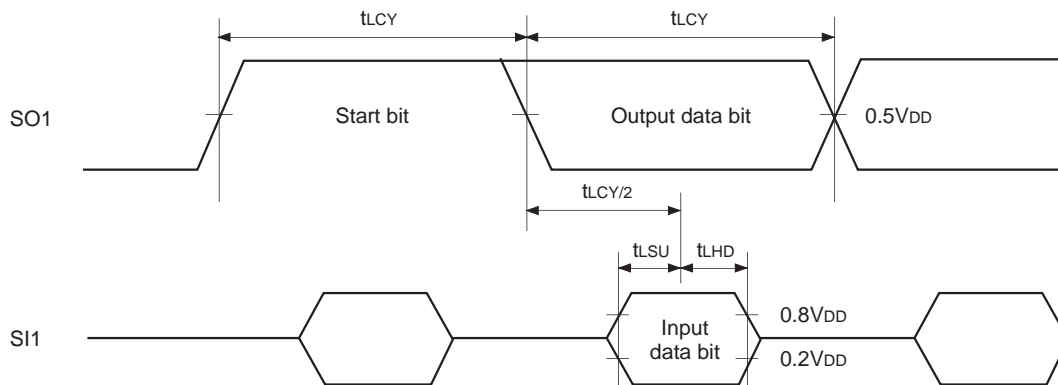 tLCY tLCY
SO1 Start bit Output data bit 0.5VDD
tLCY/2
tLSU tLHD
SI1 Input data bit 0.8VDD
0.2VDD